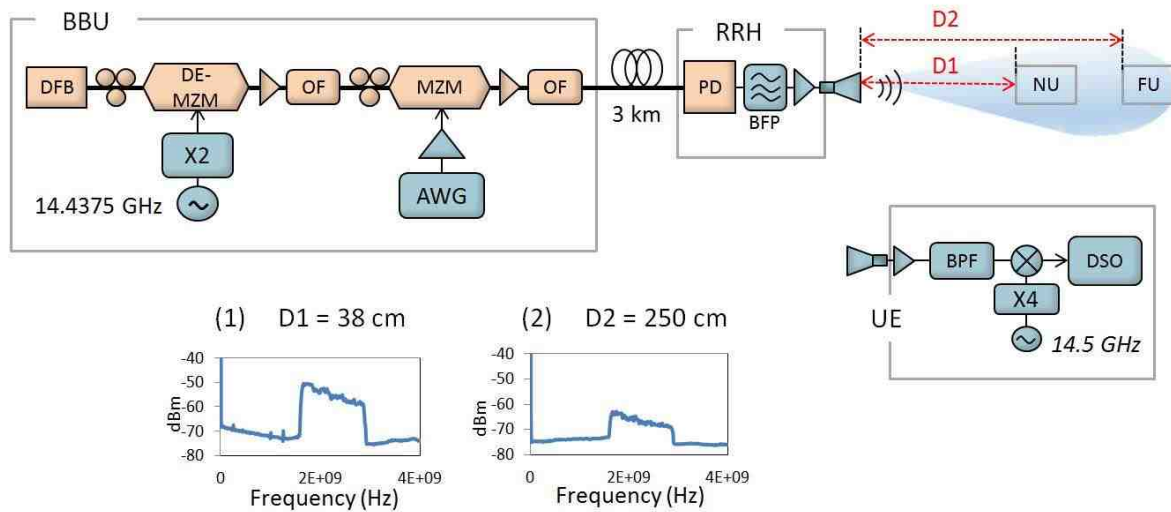 BBU
RRH
D2
D1
DFB
DE-
MZM
OF
MZM
OF
PD
BFP
NU
FU
3 km
X2
AWG
14.4375 GHz
BPF
DSO
X4
UE
14.5 GHz
(1) D1 = 38 cm
(2) D2 = 250 cm
-40
-50
-60
-70
-80
dBm
0
2E+09
4E+09
Frequency (Hz)
-40
-50
-60
-70
-80
dBm
0
2E+09
4E+09
Frequency (Hz)